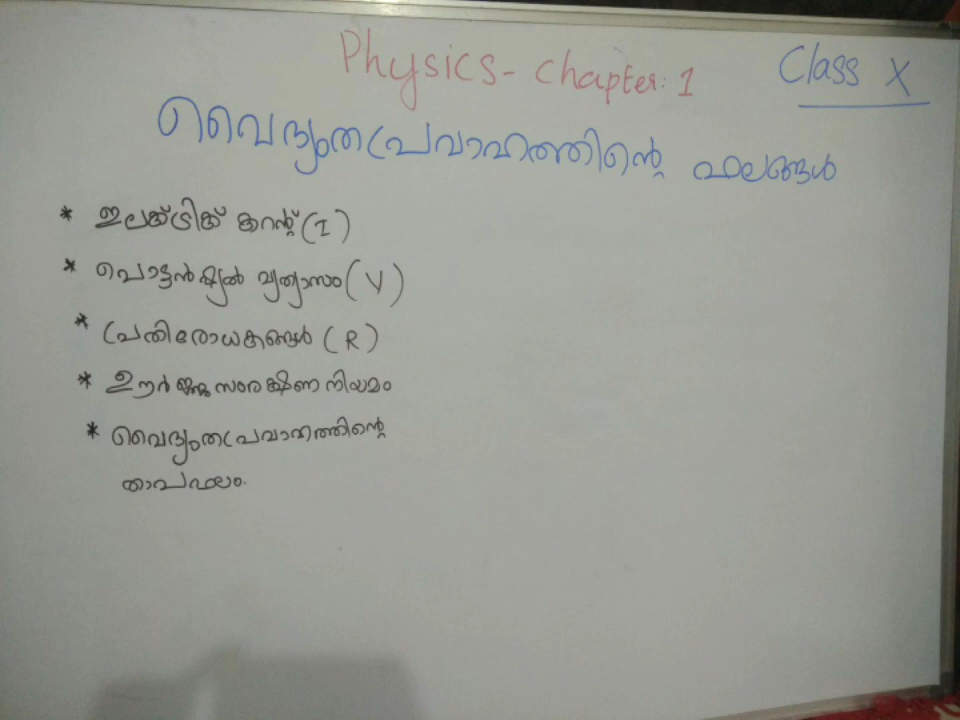 Physics - Chapter: 1
Class X
വൈദ്യുതപ്രവാഹത്തിന്റെ ഫലങ്ങൾ
* ഇലക്ട്രിക് കറന്റ് (I)
* പൊട്ടൻഷ്യൽ വ്യത്യാസം (V)
* പ്രതിരോധകങ്ങൾ (R)
* ഊർജ്ജസംരക്ഷണ നിയമം
* വൈദ്യുതപ്രവാഹത്തിന്റെ
താപഫലം.